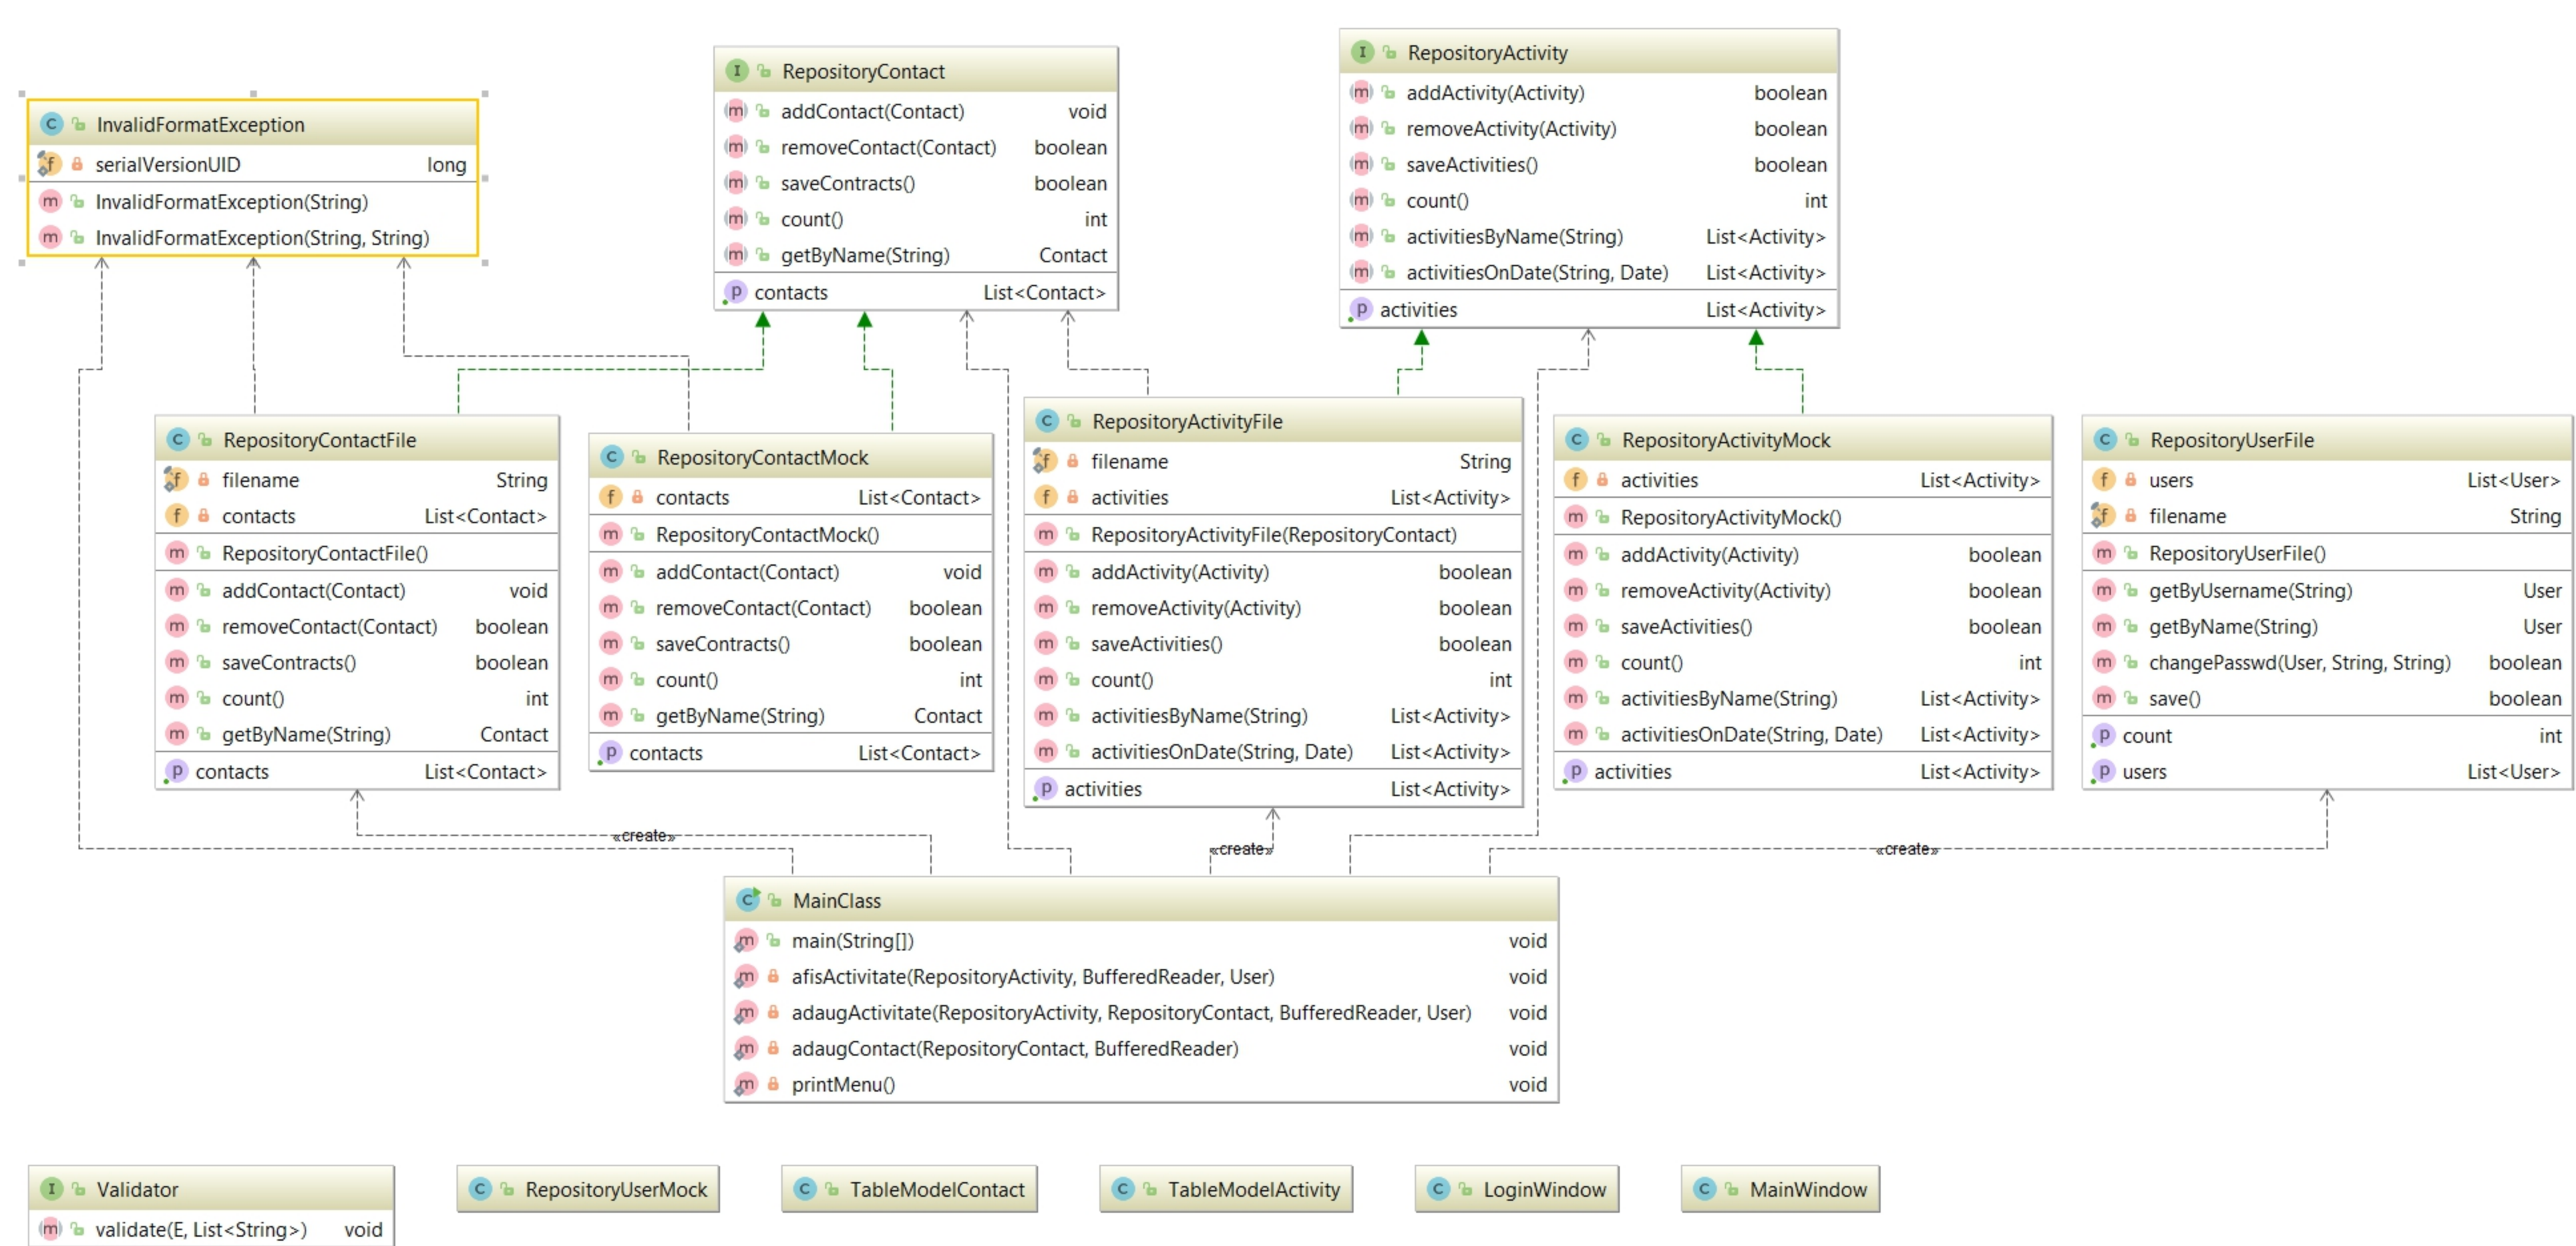 InvalidFormatException
serialVersionUID long
InvalidFormatException(String)
InvalidFormatException(String, String)
RepositoryContact
addContact(Contact) void
removeContact(Contact) boolean
saveContracts() boolean
count() int
getByName(String) Contact
contacts List<Contact>
RepositoryActivity
addActivity(Activity) boolean
removeActivity(Activity) boolean
saveActivities() boolean
count() int
activitiesByName(String) List<Activity>
activitiesOnDate(String, Date) List<Activity>
activities List<Activity>
RepositoryContactFile
filename String
contacts List<Contact>
RepositoryContactFile()
addContact(Contact) void
removeContact(Contact) boolean
saveContracts() boolean
count() int
getByName(String) Contact
contacts List<Contact>
RepositoryContactMock
contacts List<Contact>
RepositoryContactMock()
addContact(Contact) void
removeContact(Contact) boolean
saveContracts() boolean
count() int
getByName(String) Contact
contacts List<Contact>
RepositoryActivityFile
filename String
activities List<Activity>
RepositoryActivityFile(RepositoryContact)
addActivity(Activity) boolean
removeActivity(Activity) boolean
saveActivities() boolean
count() int
activitiesByName(String) List<Activity>
activitiesOnDate(String, Date) List<Activity>
activities List<Activity>
RepositoryActivityMock
activities List<Activity>
RepositoryActivityMock()
addActivity(Activity) boolean
removeActivity(Activity) boolean
saveActivities() boolean
count() int
activitiesByName(String) List<Activity>
activitiesOnDate(String, Date) List<Activity>
activities List<Activity>
RepositoryUserFile
users List<User>
filename String
RepositoryUserFile()
getByUsername(String) User
getByName(String) User
changePasswd(User, String, String) boolean
save() boolean
count int
users List<User>
«create»
«create»
«create»
MainClass
main(String[]) void
afisActivitate(RepositoryActivity, BufferedReader, User) void
adaugActivitate(RepositoryActivity, RepositoryContact, BufferedReader, User) void
adaugContact(RepositoryContact, BufferedReader) void
printMenu() void
Validator
validate(E, List<String>) void
RepositoryUserMock
TableModelContact
TableModelActivity
LoginWindow
MainWindow